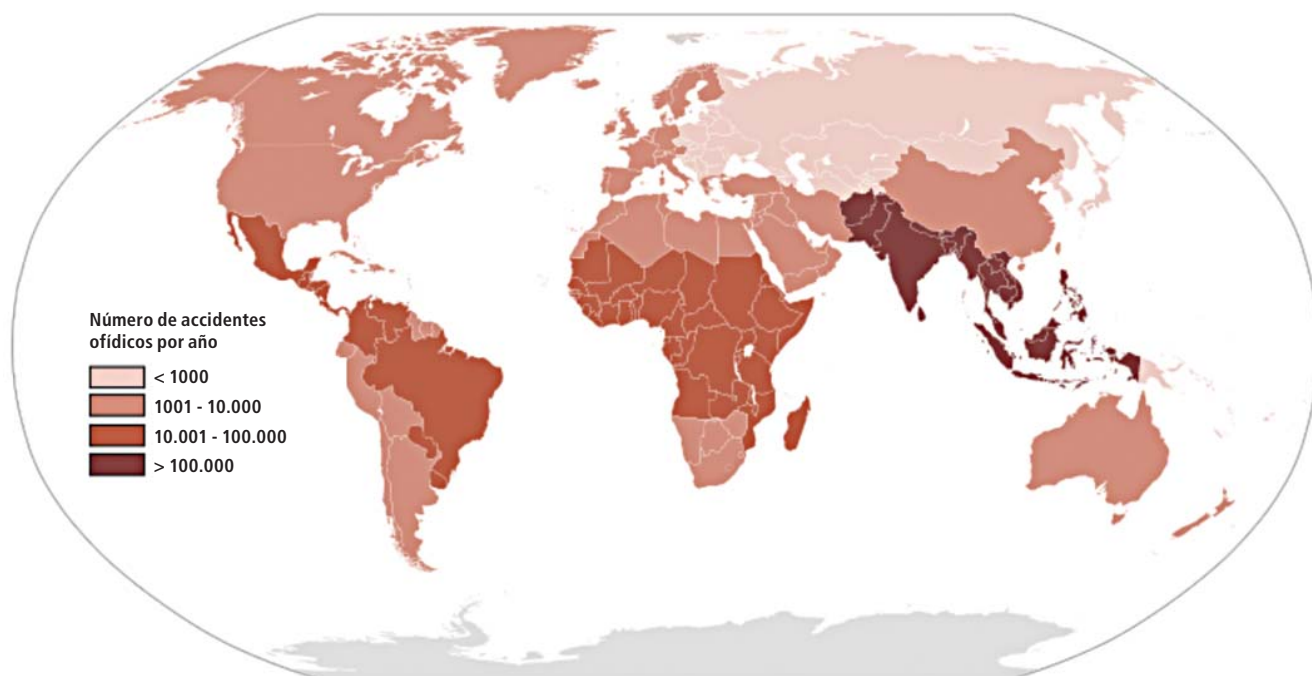 Número de accidentes
ofídicos por año
< 1000
1001 - 10.000
10.001 - 100.000
> 100.000